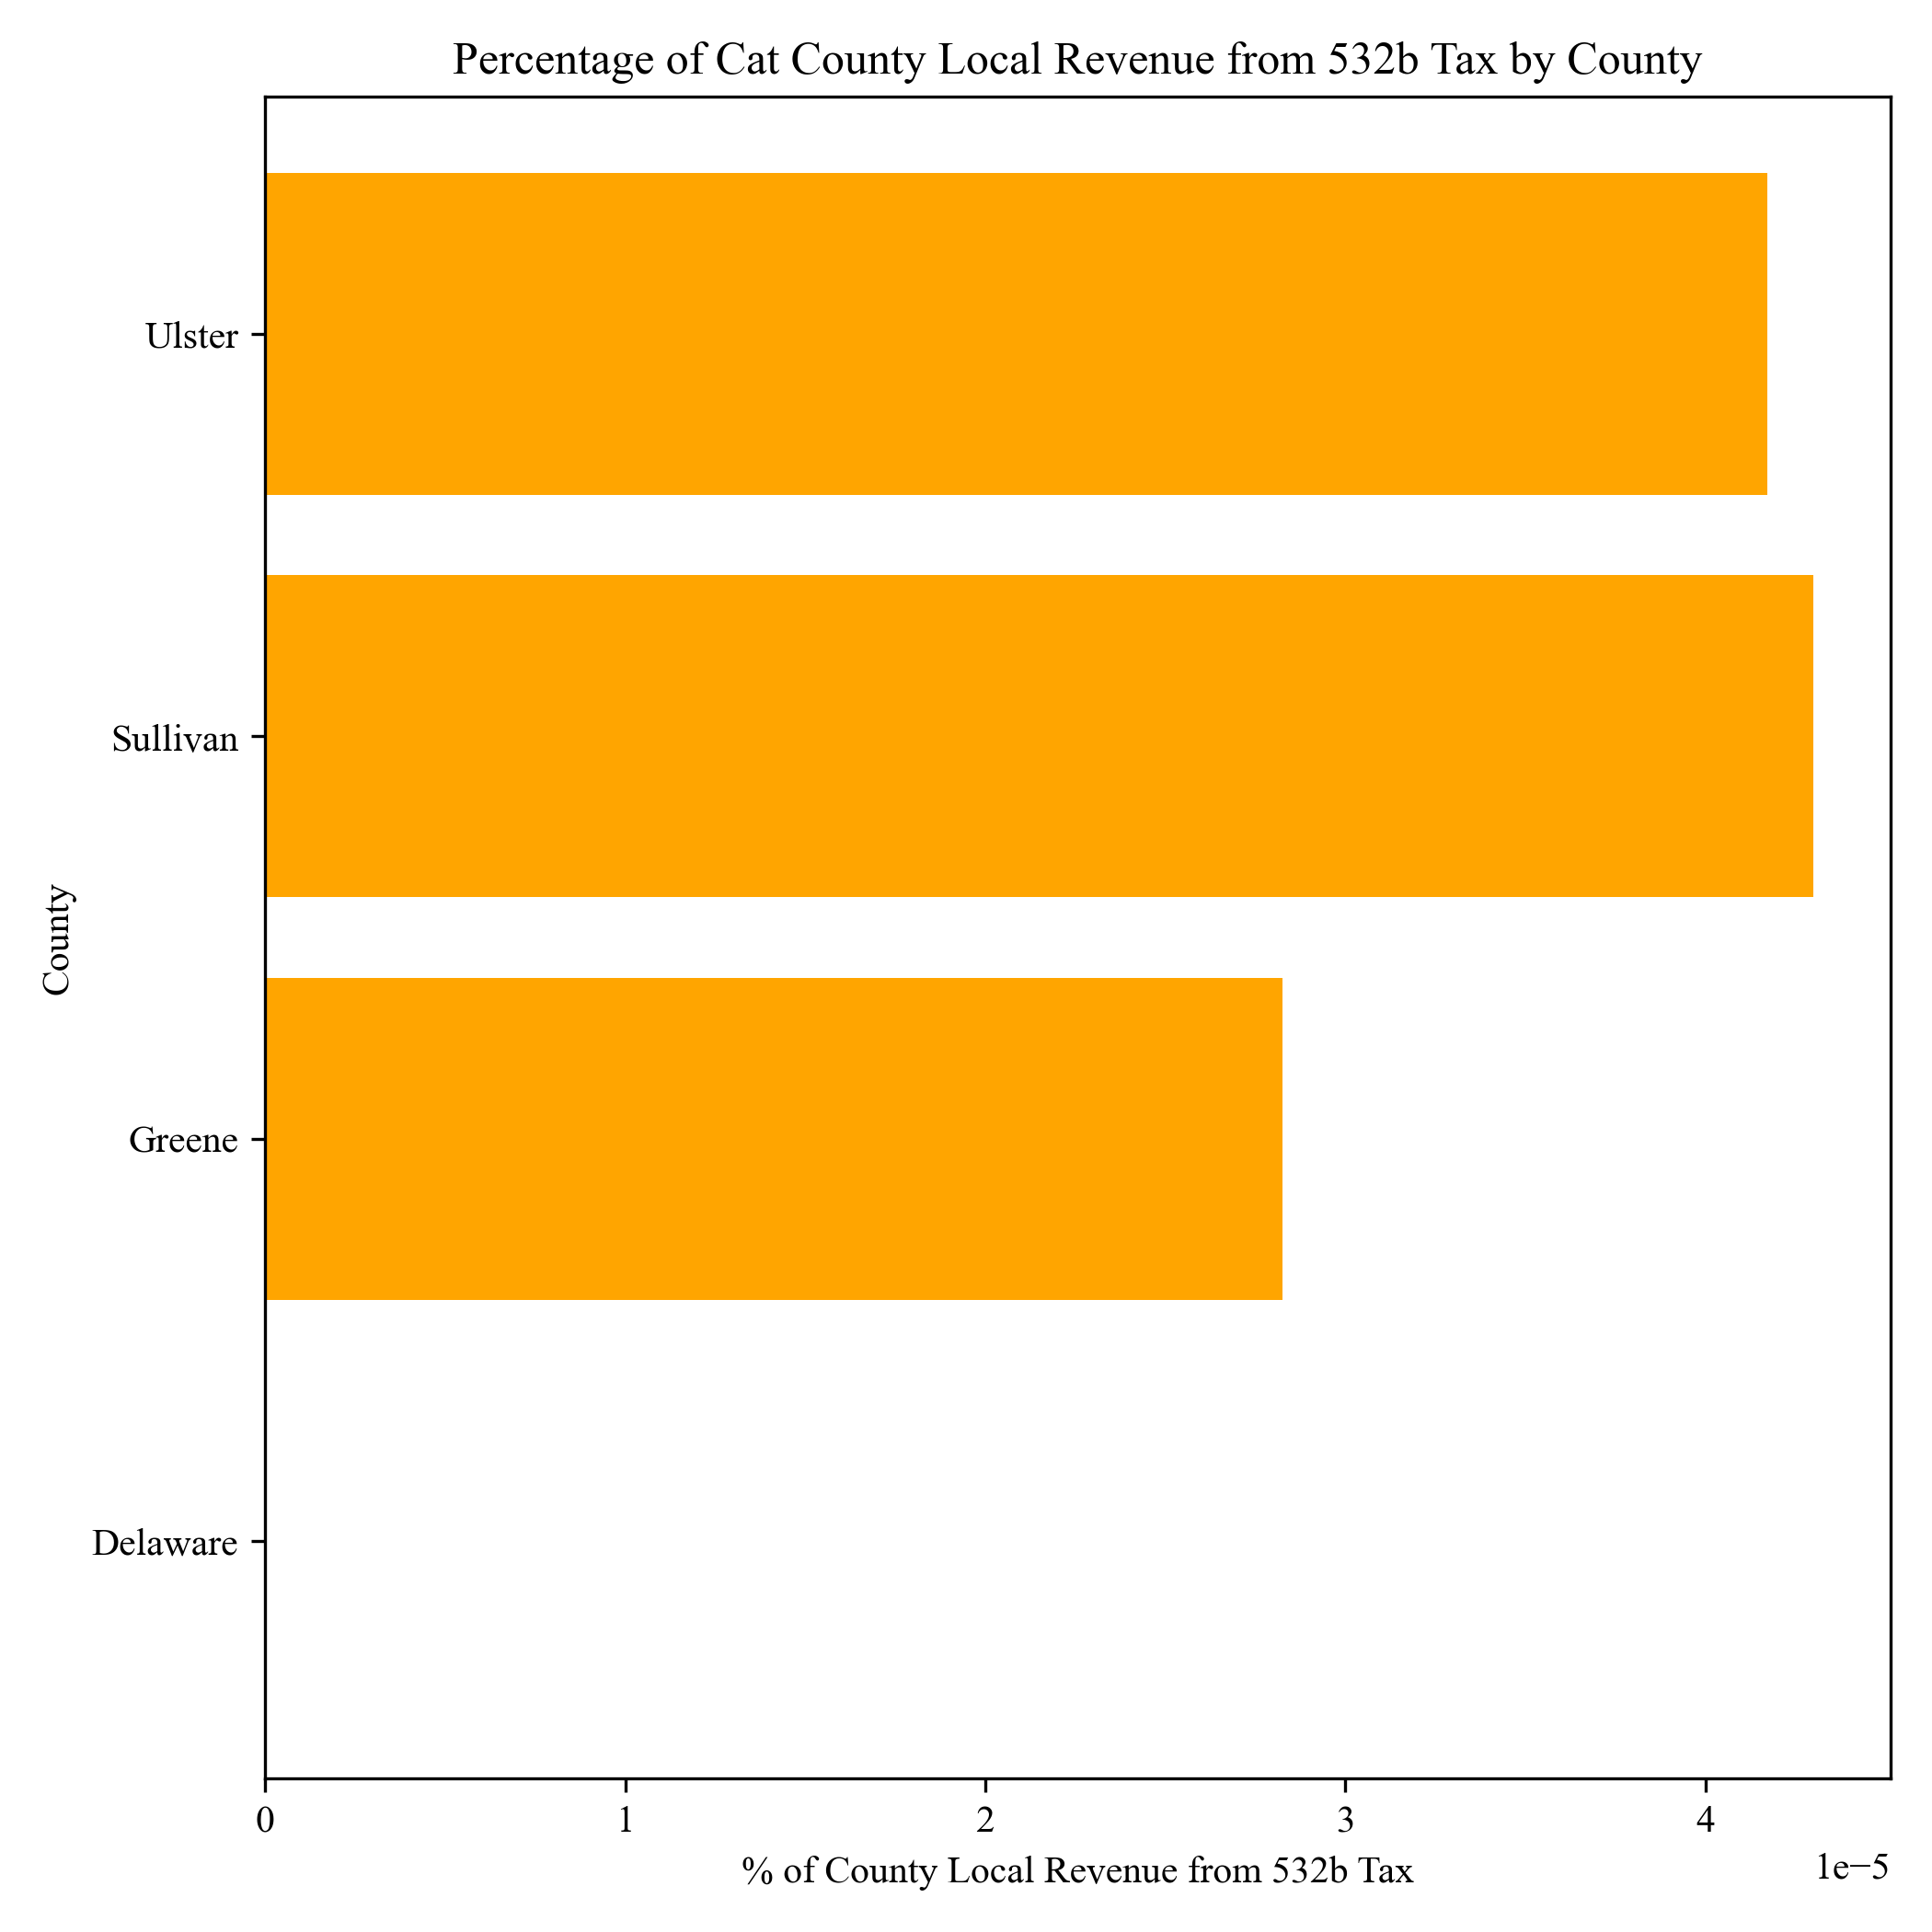 Percentage of Cat County Local Revenue from 532b Tax by County
Ulster
Sullivan
County
Greene
Delaware
0 1 2 3 4
% of County Local Revenue from 532b Tax
1e−5